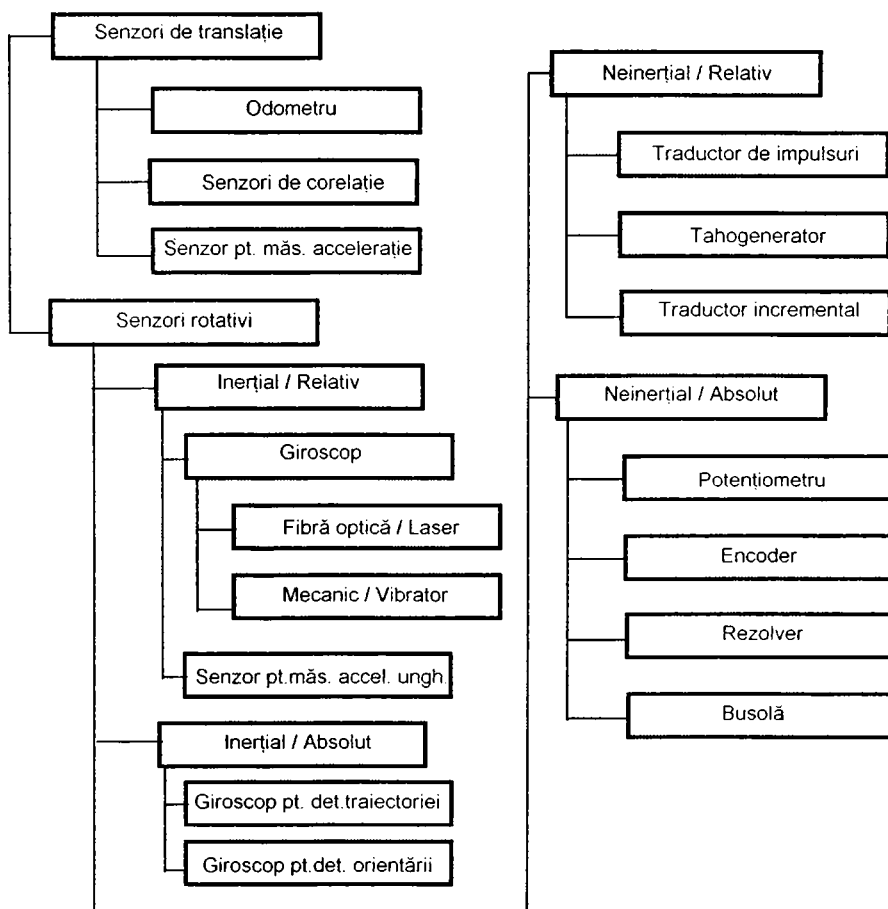 Senzori de translație
Odometru
Senzori de corelație
Senzor pt. măs. accelerație
Senzori rotativi
Inerțial / Relativ
Giroscop
Fibră optică / Laser
Mecanic / Vibrator
Senzor pt.măs. accel. ungh.
Inerțial / Absolut
Giroscop pt. det.traiectoriei
Giroscop pt.det. orientării
Neinerțial / Relativ
Traductor de impulsuri
Tahogenerator
Traductor incremental
Neinerțial / Absolut
Potențiometru
Encoder
Rezolver
Busolă